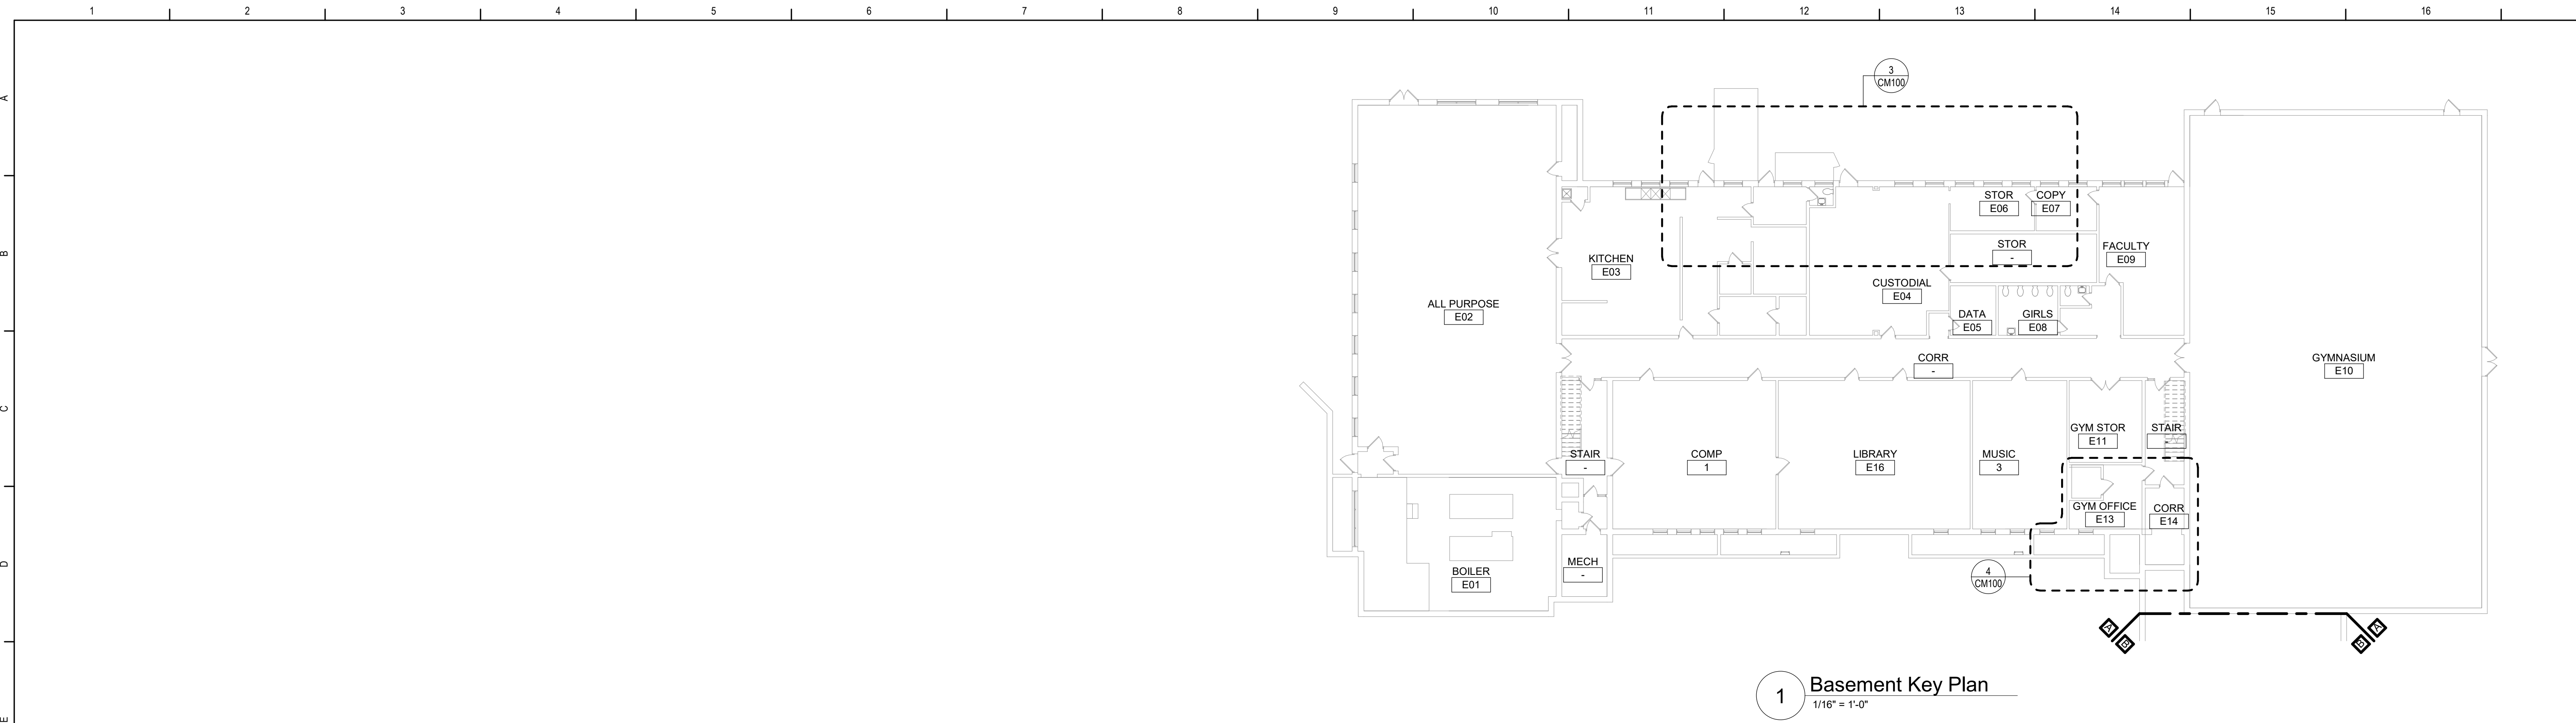 1 2 3 4 5 6 7 8 9 10 11 12 13 14 15 16
A
B
C
D
E
3
CM100
STOR
E06
COPY
E07
STOR
-
FACULTY
E09
KITCHEN
E03
CUSTODIAL
E04
ALL PURPOSE
E02
DATA
E05
GIRLS
E08
CORR
-
GYMNASIUM
E10
GYM STOR
E11
STAIR
-
STAIR
-
COMP
1
LIBRARY
E16
MUSIC
3
GYM OFFICE
E13
CORR
E14
MECH
-
BOILER
E01
4
CM100
A
B
A
B
1
Basement Key Plan
1/16" = 1'-0"